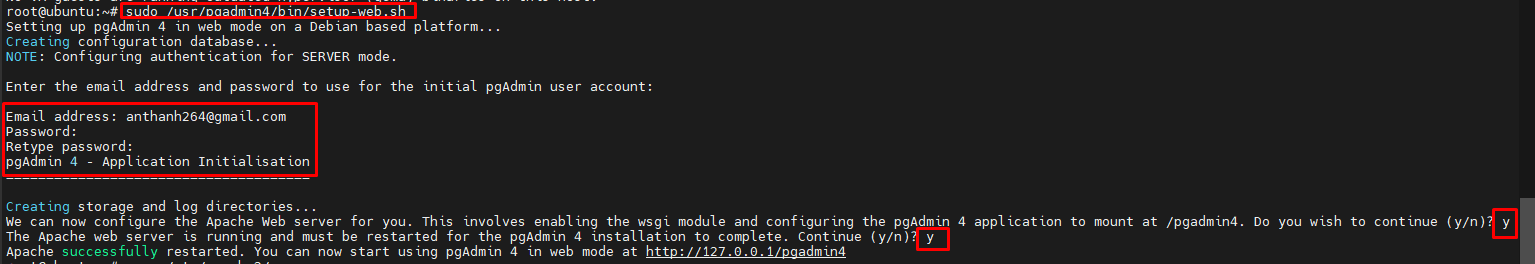 root@ubuntu:~# sudo /usr/pgadmin4/bin/setup-web.sh
Setting up pgAdmin 4 in web mode on a Debian based platform...
Creating configuration database...
NOTE: Configuring authentication for SERVER mode.
Enter the email address and password to use for the initial pgAdmin user account:
Email address: anthanh264@gmail.com
Password:
Retype password:
pgAdmin 4 - Application Initialisation
======================================
Creating storage and log directories...
We can now configure the Apache Web server for you. This involves enabling the wsgi module and configuring the pgAdmin 4 application to mount at /pgadmin4. Do you wish to continue (y/n)? y
The Apache web server is running and must be restarted for the pgAdmin 4 installation to complete. Continue (y/n)? y
Apache successfully restarted. You can now start using pgAdmin 4 in web mode at http://127.0.0.1/pgadmin4